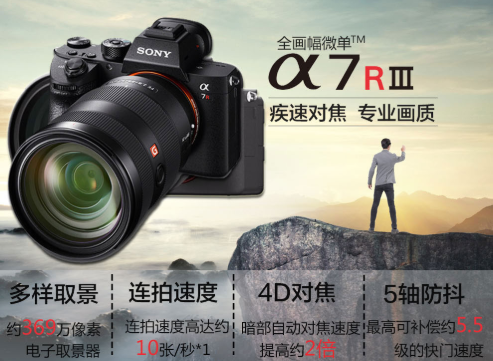 全画幅微单™
α7RⅢ
疾速对焦 专业画质
SONY
α
7R
G
多样取景
约369万像素
电子取景器
连拍速度
连拍速度高达约
10张/秒*1
4D对焦
暗部自动对焦速度
提高约2倍
5轴防抖
最高可补偿约5.5
级的快门速度